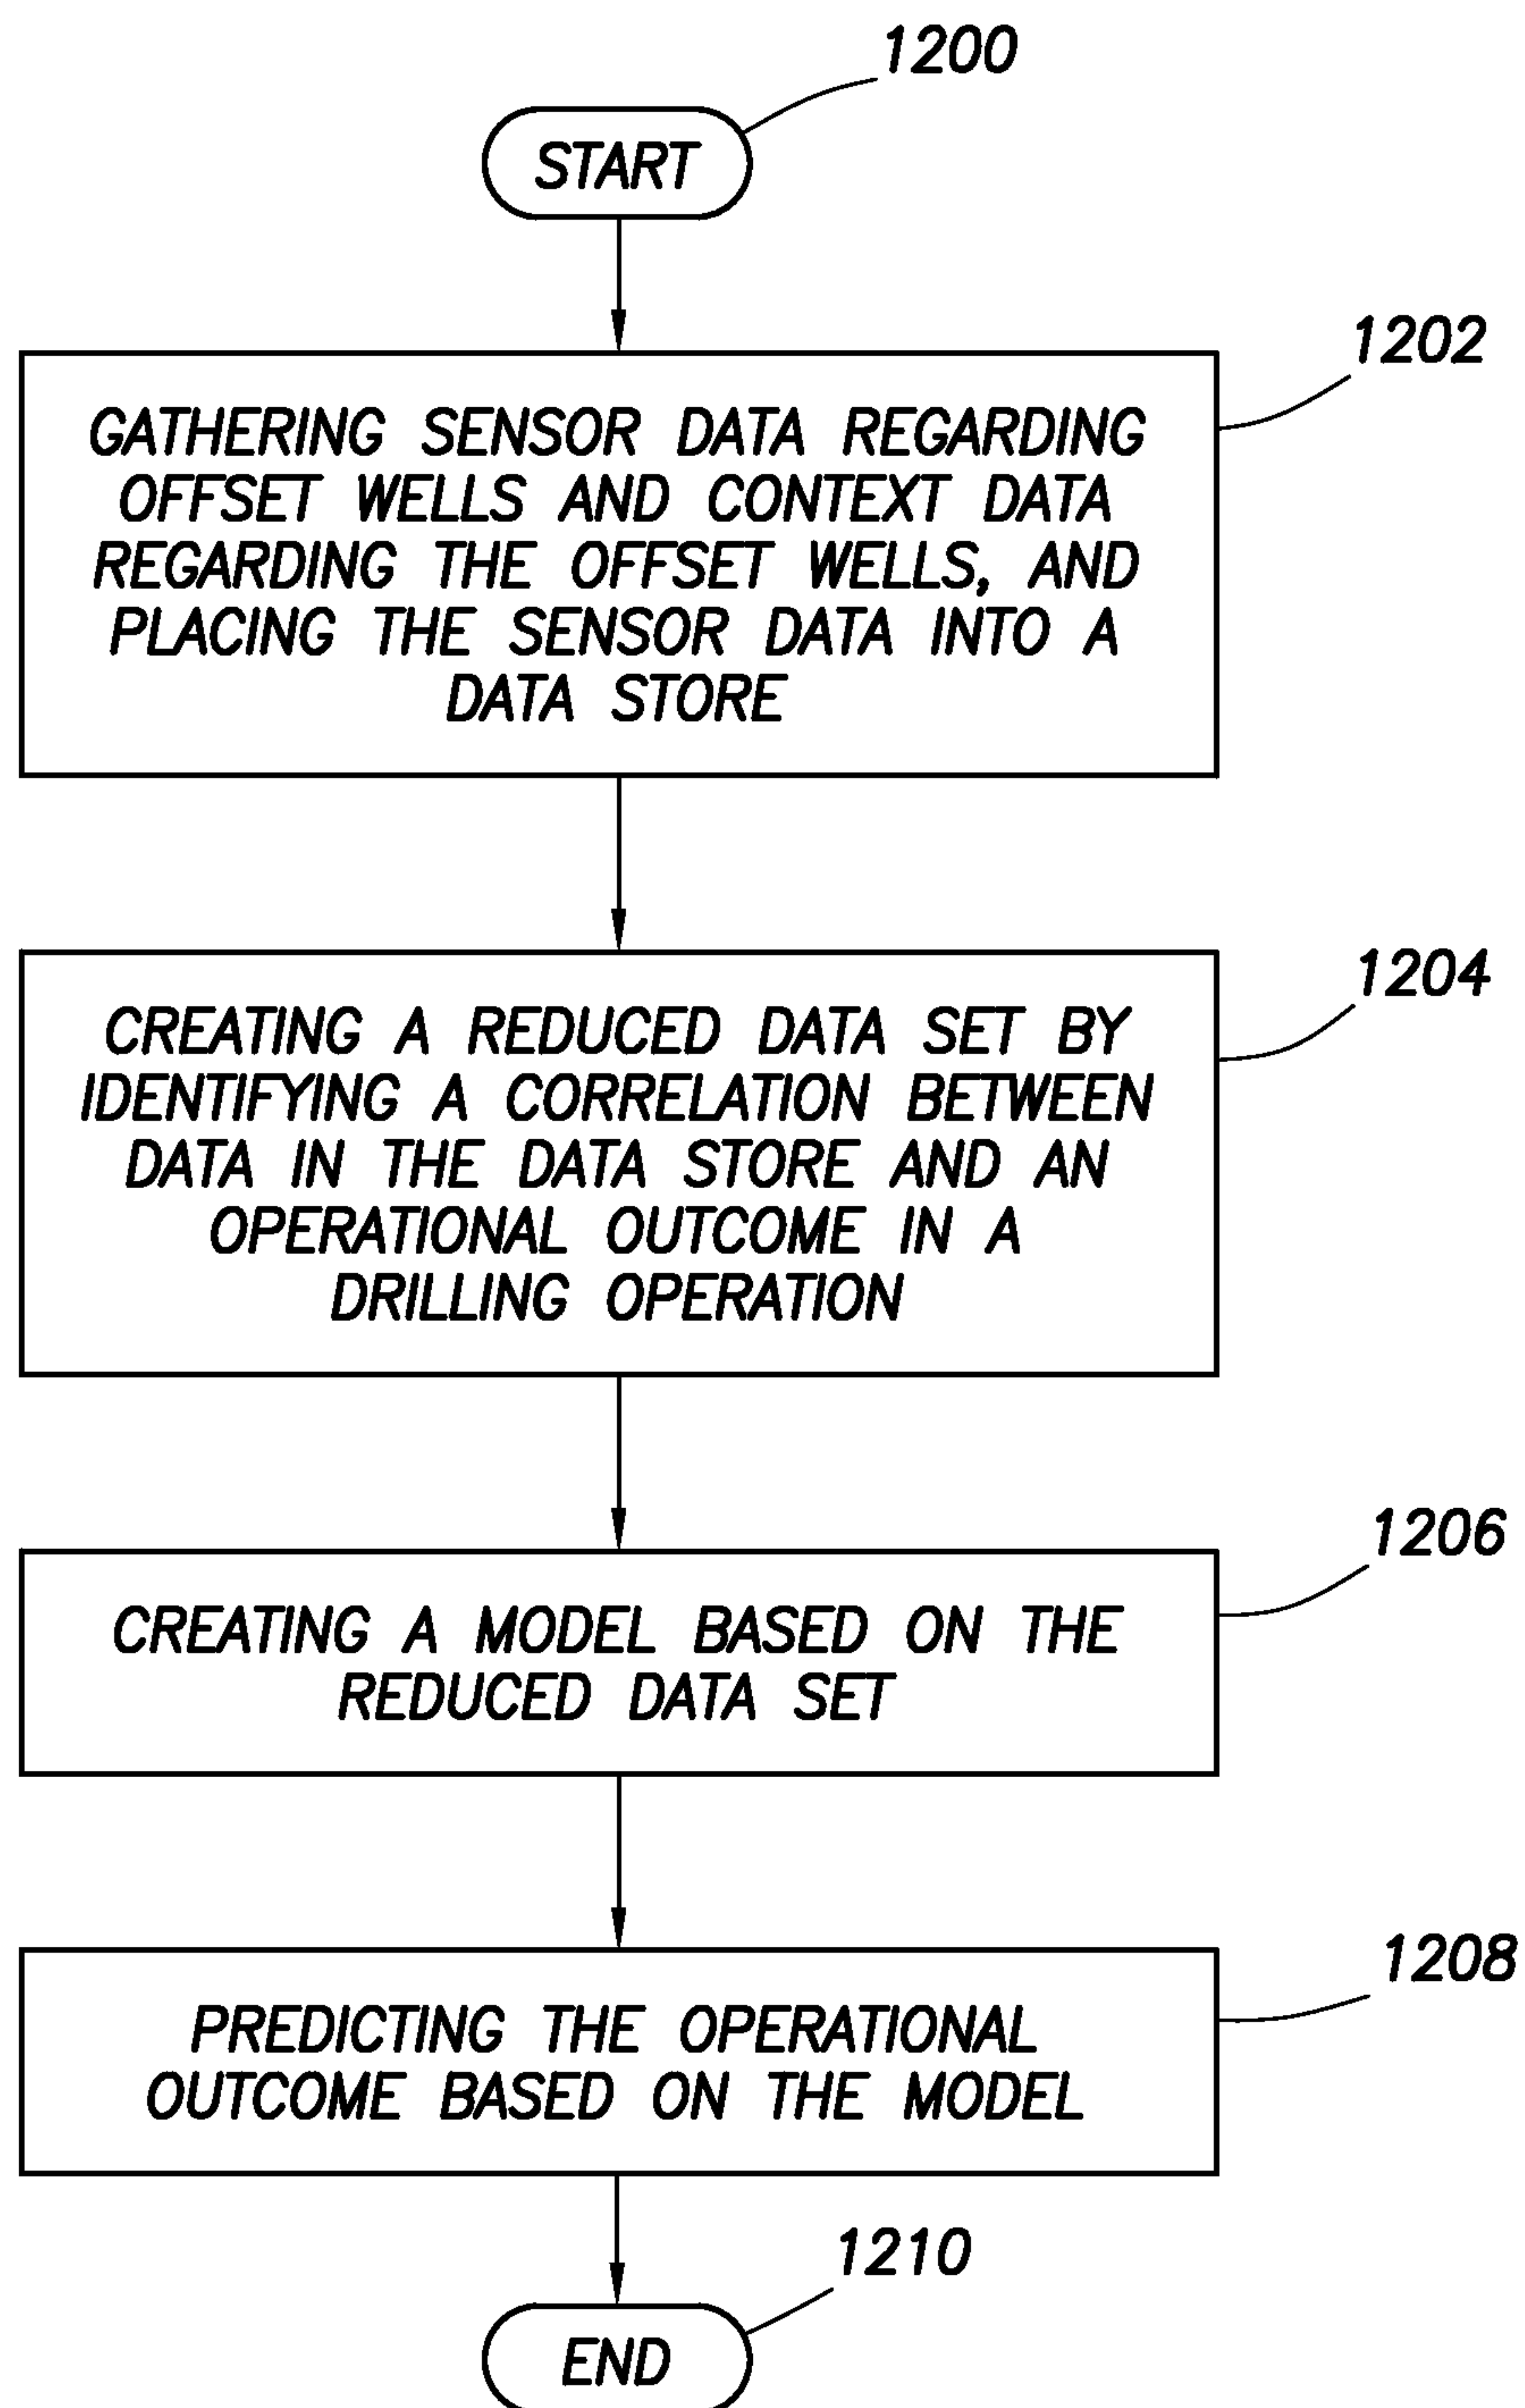 1200
START
1202
GATHERING SENSOR DATA REGARDING
OFFSET WELLS AND CONTEXT DATA
REGARDING THE OFFSET WELLS, AND
PLACING THE SENSOR DATA INTO A
DATA STORE
1204
CREATING A REDUCED DATA SET BY
IDENTIFYING A CORRELATION BETWEEN
DATA IN THE DATA STORE AND AN
OPERATIONAL OUTCOME IN A
DRILLING OPERATION
1206
CREATING A MODEL BASED ON THE
REDUCED DATA SET
1208
PREDICTING THE OPERATIONAL
OUTCOME BASED ON THE MODEL
1210
END